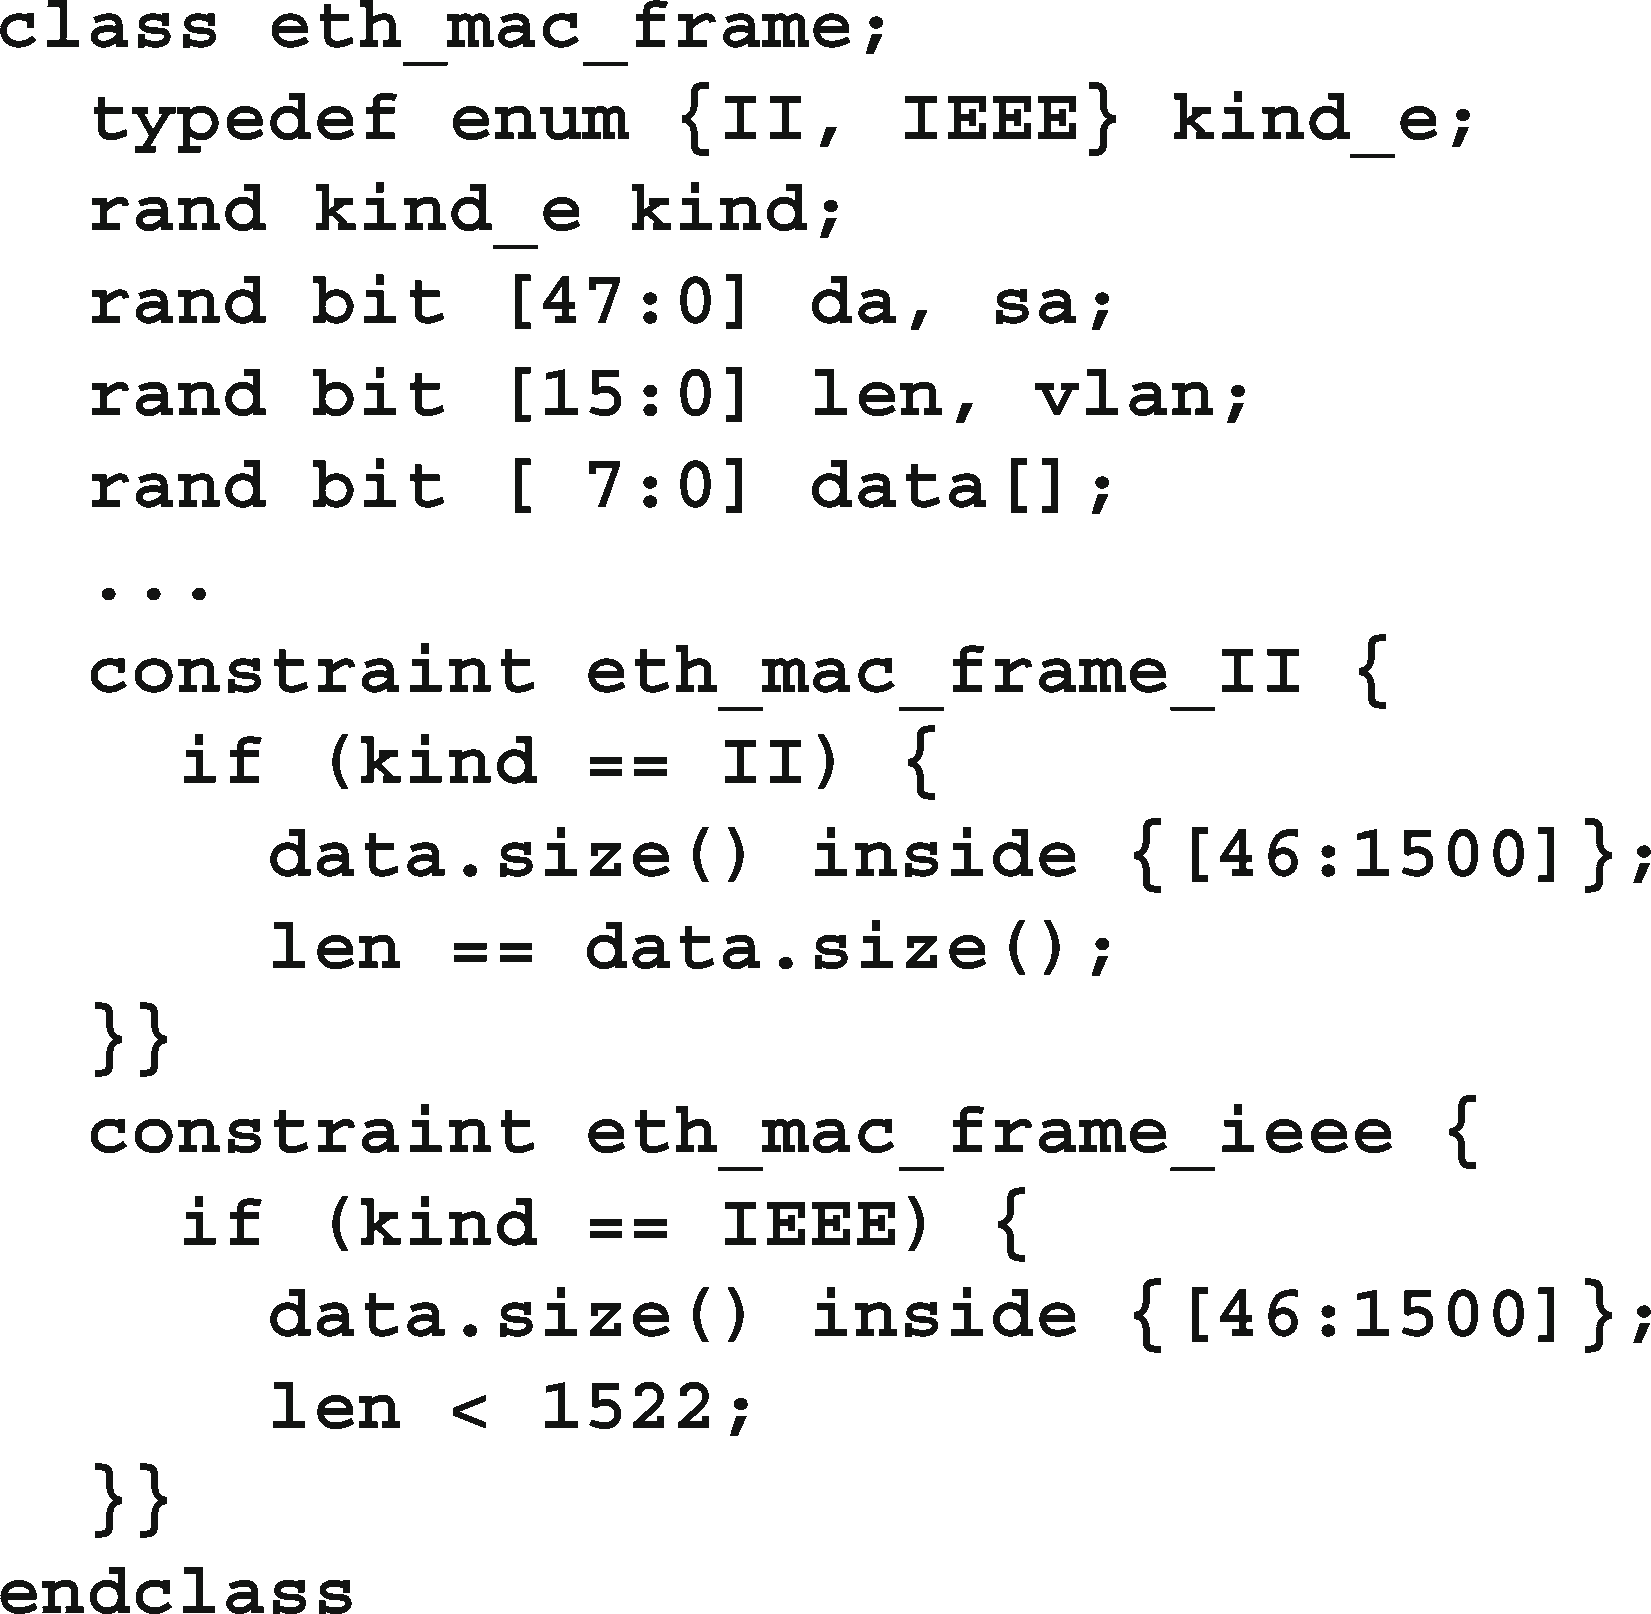 class eth_mac_frame;
typedef enum {II, IEEE} kind_e;
rand kind_e kind;
rand bit [47:0] da, sa;
rand bit [15:0] len, vlan;
rand bit [ 7:0] data[];
...
constraint eth_mac_frame_II {
if (kind == II) {
data.size() inside {[46:1500]};
len == data.size();
}}
constraint eth_mac_frame_ieee {
if (kind == IEEE) {
data.size() inside {[46:1500]};
len < 1522;
}}
endclass